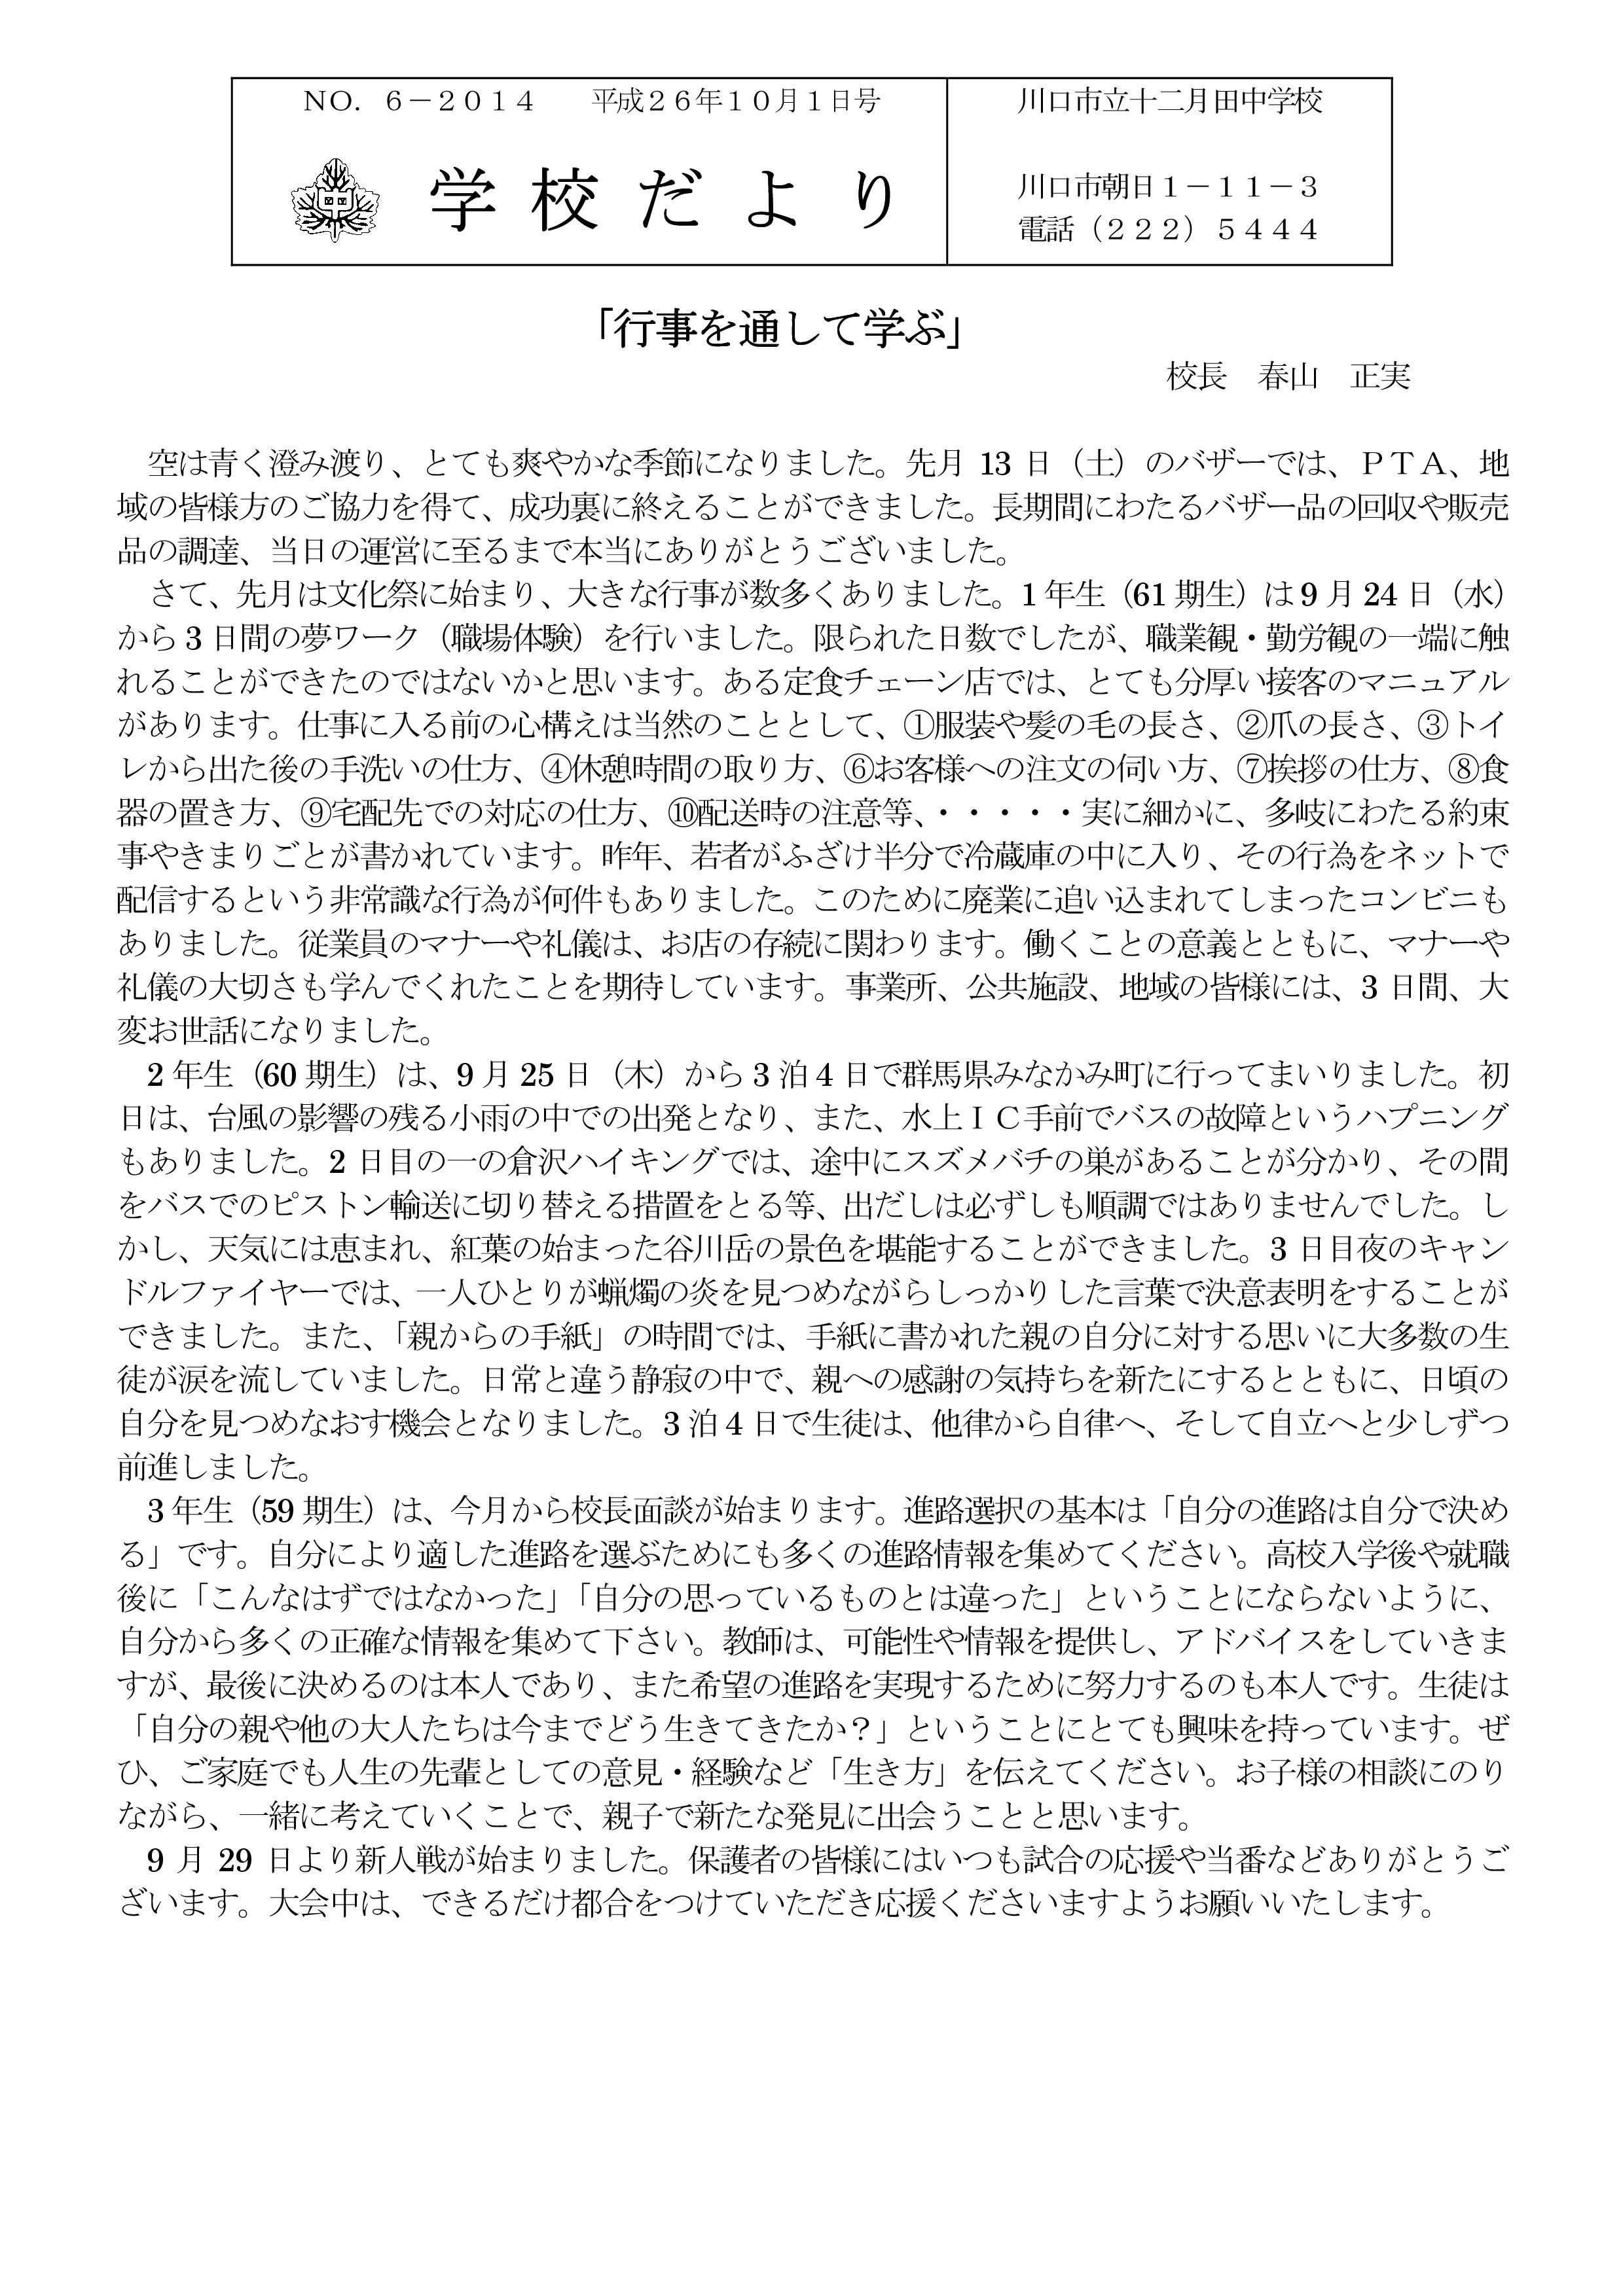 ＮＯ．６－２０１４　　平成２６年１０月１日号
学校だより
川口市立十二月田中学校
川口市朝日１－１１－３
電話（２２２）５４４４
「行事を通して学ぶ」
校長　春山　正実
　空は青く澄み渡り、とても爽やかな季節になりました。先月 13 日（土）のバザーでは、ＰＴＡ、地
域の皆様方のご協力を得て、成功裏に終えることができました。長期間にわたるバザー品の回収や販売
品の調達、当日の運営に至るまで本当にありがとうございました。
　さて、先月は文化祭に始まり、大きな行事が数多くありました。1 年生（61 期生）は 9 月 24 日（水）
から 3 日間の夢ワーク（職場体験）を行いました。限られた日数でしたが、職業観・勤労観の一端に触
れることができたのではないかと思います。ある定食チェーン店では、とても分厚い接客のマニュアル
があります。仕事に入る前の心構えは当然のこととして、①服装や髪の毛の長さ、②爪の長さ、③トイ
レから出た後の手洗いの仕方、④休憩時間の取り方、⑥お客様への注文の伺い方、⑦挨拶の仕方、⑧食
器の置き方、⑨宅配先での対応の仕方、⑩配送時の注意等、・・・・・実に細かに、多岐にわたる約束
事やきまりごとが書かれています。昨年、若者がふざけ半分で冷蔵庫の中に入り、その行為をネットで
配信するという非常識な行為が何件もありました。このために廃業に追い込まれてしまったコンビニも
ありました。従業員のマナーや礼儀は、お店の存続に関わります。働くことの意義とともに、マナーや
礼儀の大切さも学んでくれたことを期待しています。事業所、公共施設、地域の皆様には、3 日間、大
変お世話になりました。
　2 年生（60 期生）は、9 月 25 日（木）から 3 泊 4 日で群馬県みなかみ町に行ってまいりました。初
日は、台風の影響の残る小雨の中での出発となり、また、水上ＩＣ手前でバスの故障というハプニング
もありました。2 日目の一の倉沢ハイキングでは、途中にスズメバチの巣があることが分かり、その間
をバスでのピストン輸送に切り替える措置をとる等、出だしは必ずしも順調ではありませんでした。し
かし、天気には恵まれ、紅葉の始まった谷川岳の景色を堪能することができました。3 日目夜のキャン
ドルファイヤーでは、一人ひとりが蝋燭の炎を見つめながらしっかりした言葉で決意表明をすることが
できました。また、「親からの手紙」の時間では、手紙に書かれた親の自分に対する思いに大多数の生
徒が涙を流していました。日常と違う静寂の中で、親への感謝の気持ちを新たにするとともに、日頃の
自分を見つめなおす機会となりました。3 泊 4 日で生徒は、他律から自律へ、そして自立へと少しずつ
前進しました。
　3 年生（59 期生）は、今月から校長面談が始まります。進路選択の基本は「自分の進路は自分で決め
る」です。自分により適した進路を選ぶためにも多くの進路情報を集めてください。高校入学後や就職
後に「こんなはずではなかった」「自分の思っているものとは違った」ということにならないように、
自分から多くの正確な情報を集めて下さい。教師は、可能性や情報を提供し、アドバイスをしていきま
すが、最後に決めるのは本人であり、また希望の進路を実現するために努力するのも本人です。生徒は
「自分の親や他の大人たちは今までどう生きてきたか？」ということにとても興味を持っています。ぜ
ひ、ご家庭でも人生の先輩としての意見・経験など「生き方」を伝えてください。お子様の相談にのり
ながら、一緒に考えていくことで、親子で新たな発見に出会うことと思います。
　9 月 29 日より新人戦が始まりました。保護者の皆様にはいつも試合の応援や当番などありがとうご
ざいます。大会中は、できるだけ都合をつけていただき応援くださいますようお願いいたします。